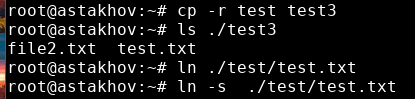 root@astakhov:~# cp -r test test3
root@astakhov:~# ls ./test3
file2.txt  test.txt
root@astakhov:~# ln ./test/test.txt
root@astakhov:~# ln -s  ./test/test.txt